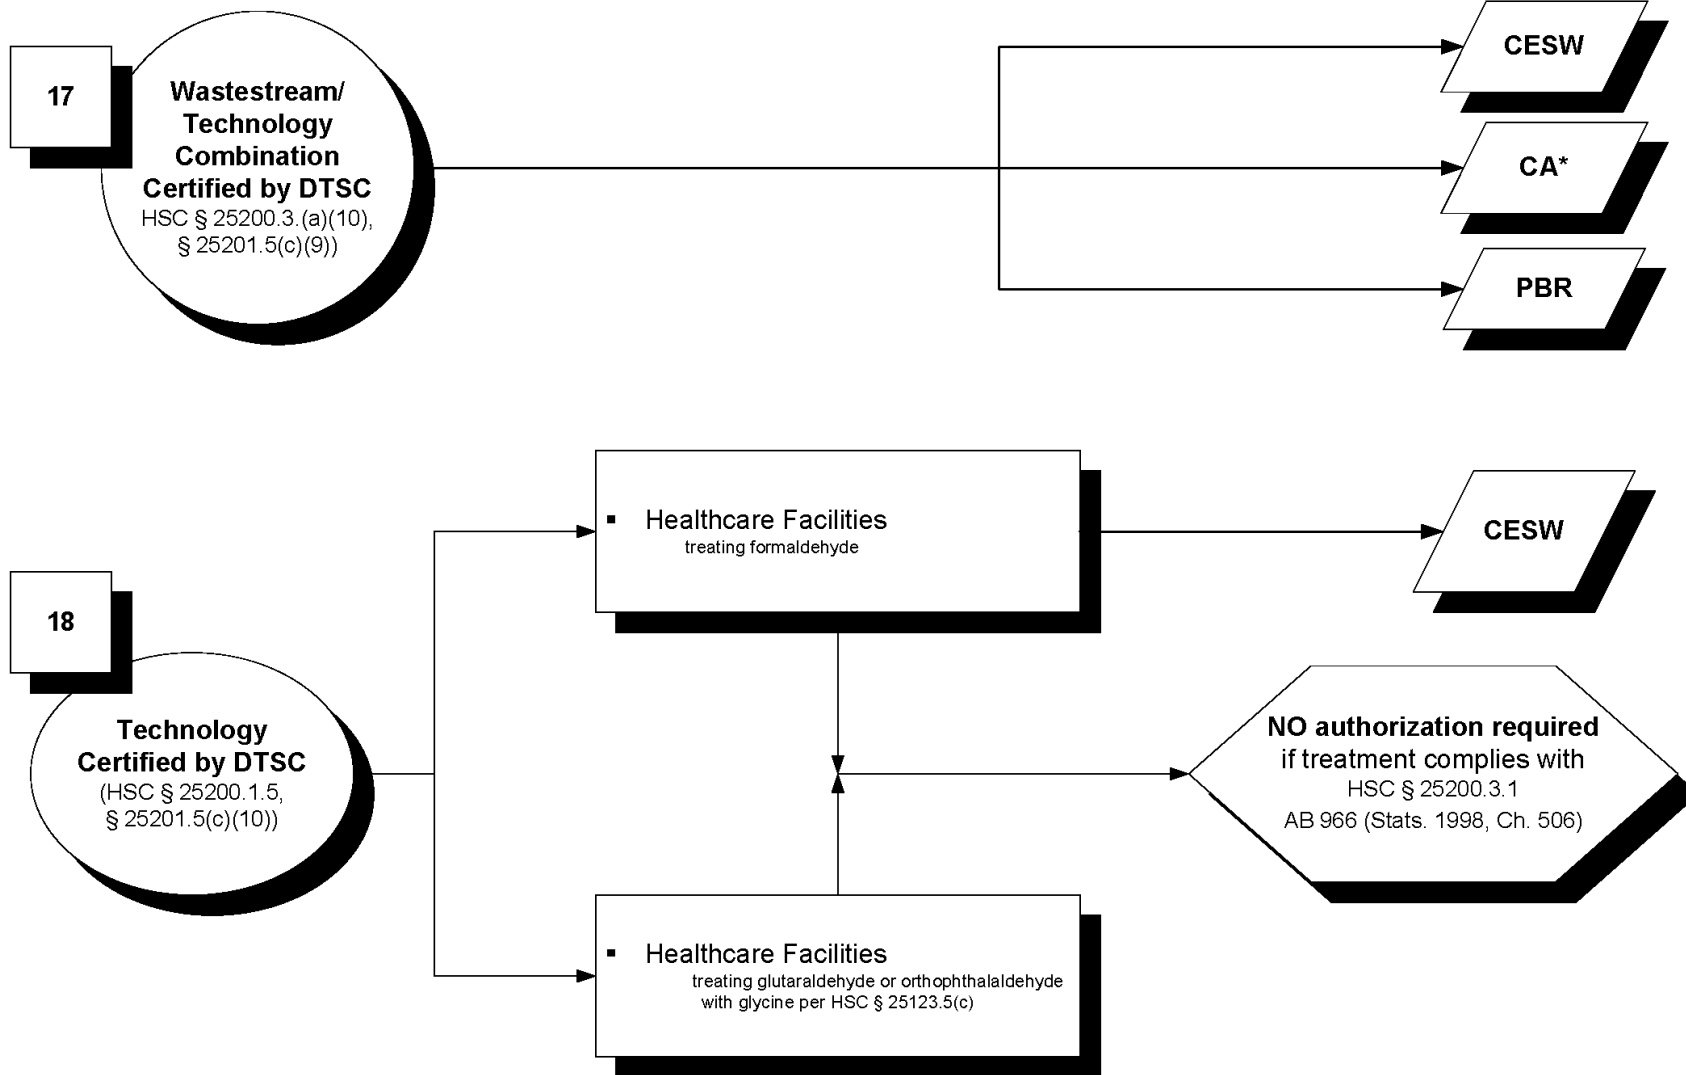 17
Wastestream/
Technology
Combination
Certified by DTSC
HSC § 25200.3.(a)(10),
§ 25201.5(c)(9))
CESW
CA*
PBR
18
Technology
Certified by DTSC
(HSC § 25200.1.5,
§ 25201.5(c)(10))
▪ Healthcare Facilities
treating formaldehyde
CESW
NO authorization required
if treatment complies with
HSC § 25200.3.1
AB 966 (Stats. 1998, Ch. 506)
▪ Healthcare Facilities
treating glutaraldehyde or orthophthalaldehyde
with glycine per HSC § 25123.5(c)